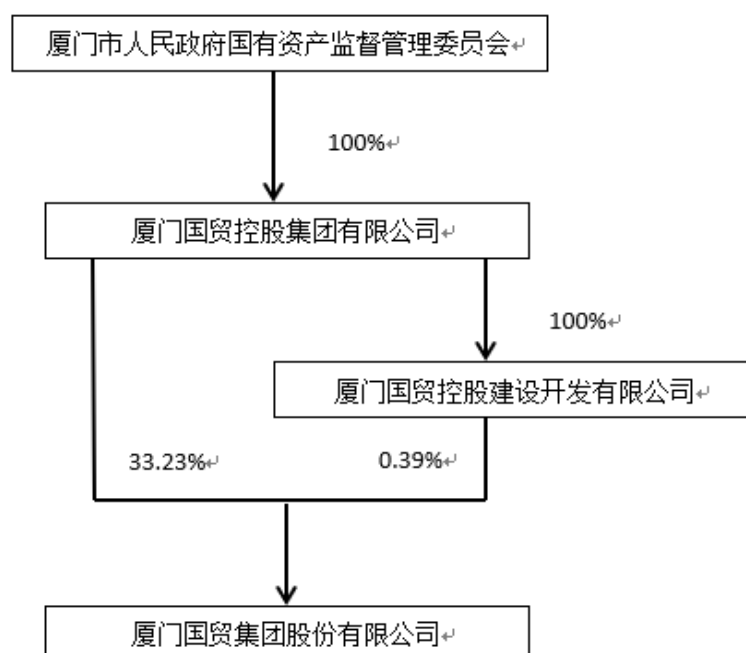 厦门市人民政府国有资产监督管理委员会↵
100%↵
厦门国贸控股集团有限公司↵
100%↵
厦门国贸控股建设开发有限公司↵
33.23%↵
0.39%↵
厦门国贸集团股份有限公司↵